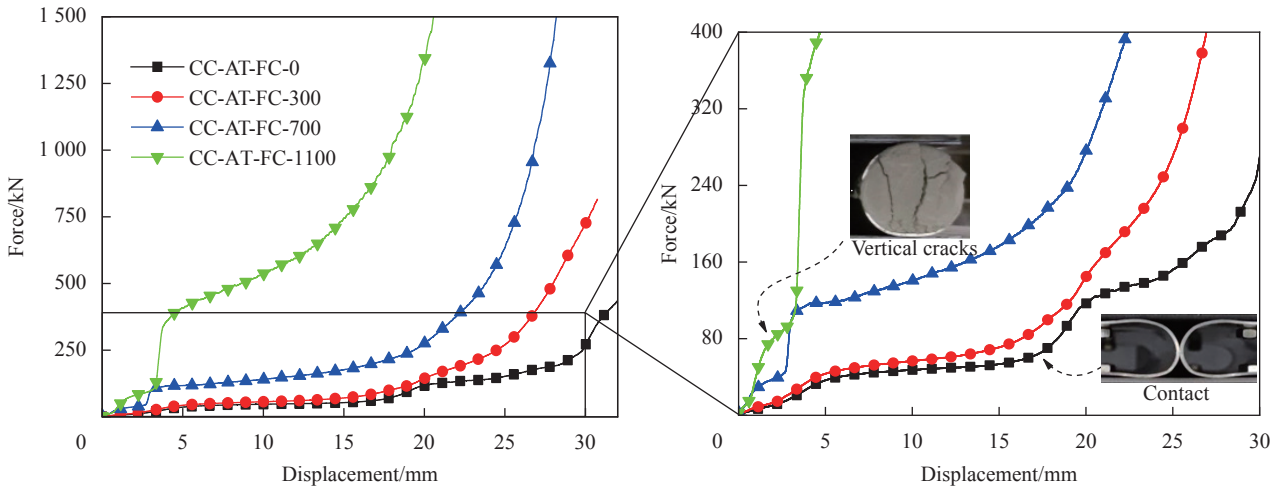 1 500
1 250
1 000
750
500
250
0
5
10
15
20
25
30
Force/kN
Displacement/mm
CC-AT-FC-0
CC-AT-FC-300
CC-AT-FC-700
CC-AT-FC-1100
400
320
240
160
80
0
5
10
15
20
25
30
Force/kN
Displacement/mm
Vertical cracks
Contact